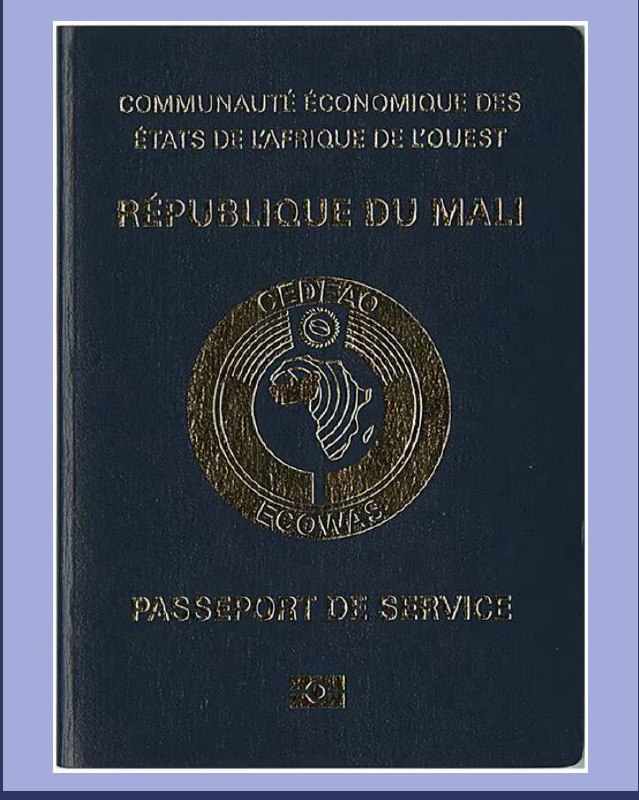 COMMUNAUTÉ ÉCONOMIQUE DES
ÉTATS DE L'AFRIQUE DE L'OUEST
RÉPUBLIQUE DU MALI
CEDEAO
ECOWAS
PASSEPORT DE SERVICE